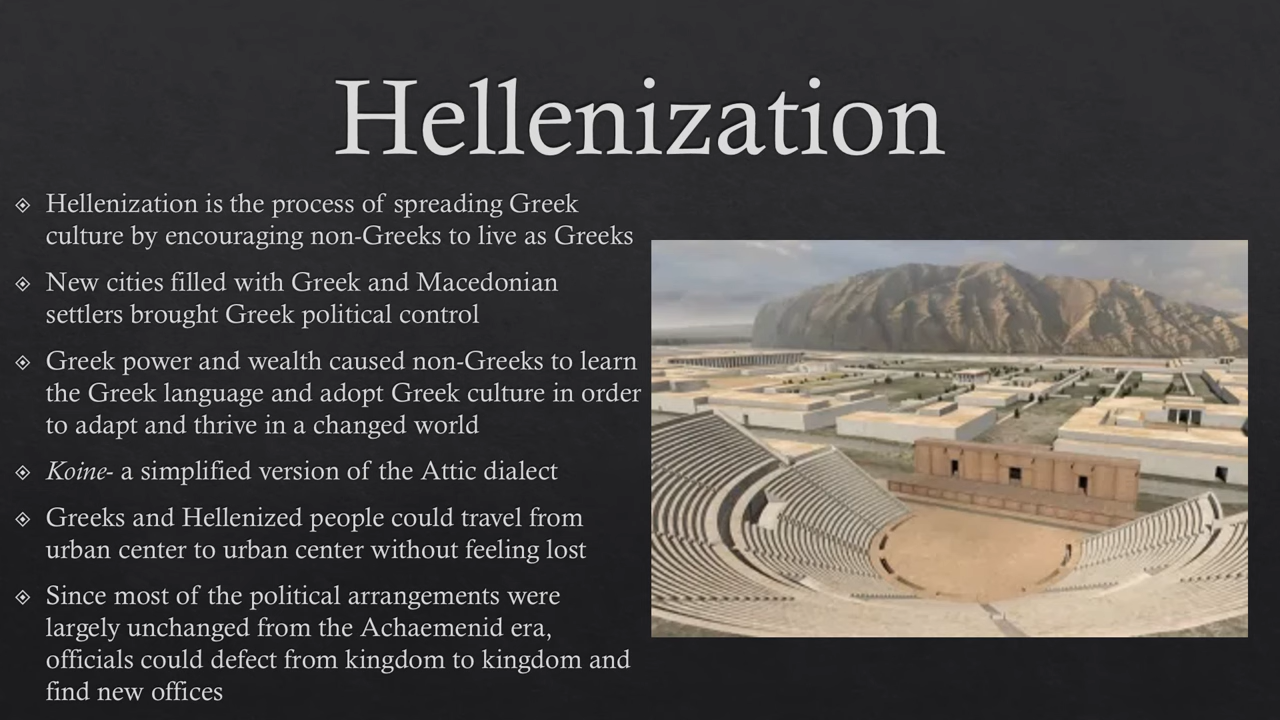 Hellenization
Hellenization is the process of spreading Greek
culture by encouraging non-Greeks to live as Greeks
New cities filled with Greek and Macedonian
settlers brought Greek political control
Greek power and wealth caused non-Greeks to learn
the Greek language and adopt Greek culture in order
to adapt and thrive in a changed world
Koine- a simplified version of the Attic dialect
Greeks and Hellenized people could travel from
urban center to urban center without feeling lost
Since most of the political arrangements were
largely unchanged from the Achaemenid era,
officials could defect from kingdom to kingdom and
find new offices